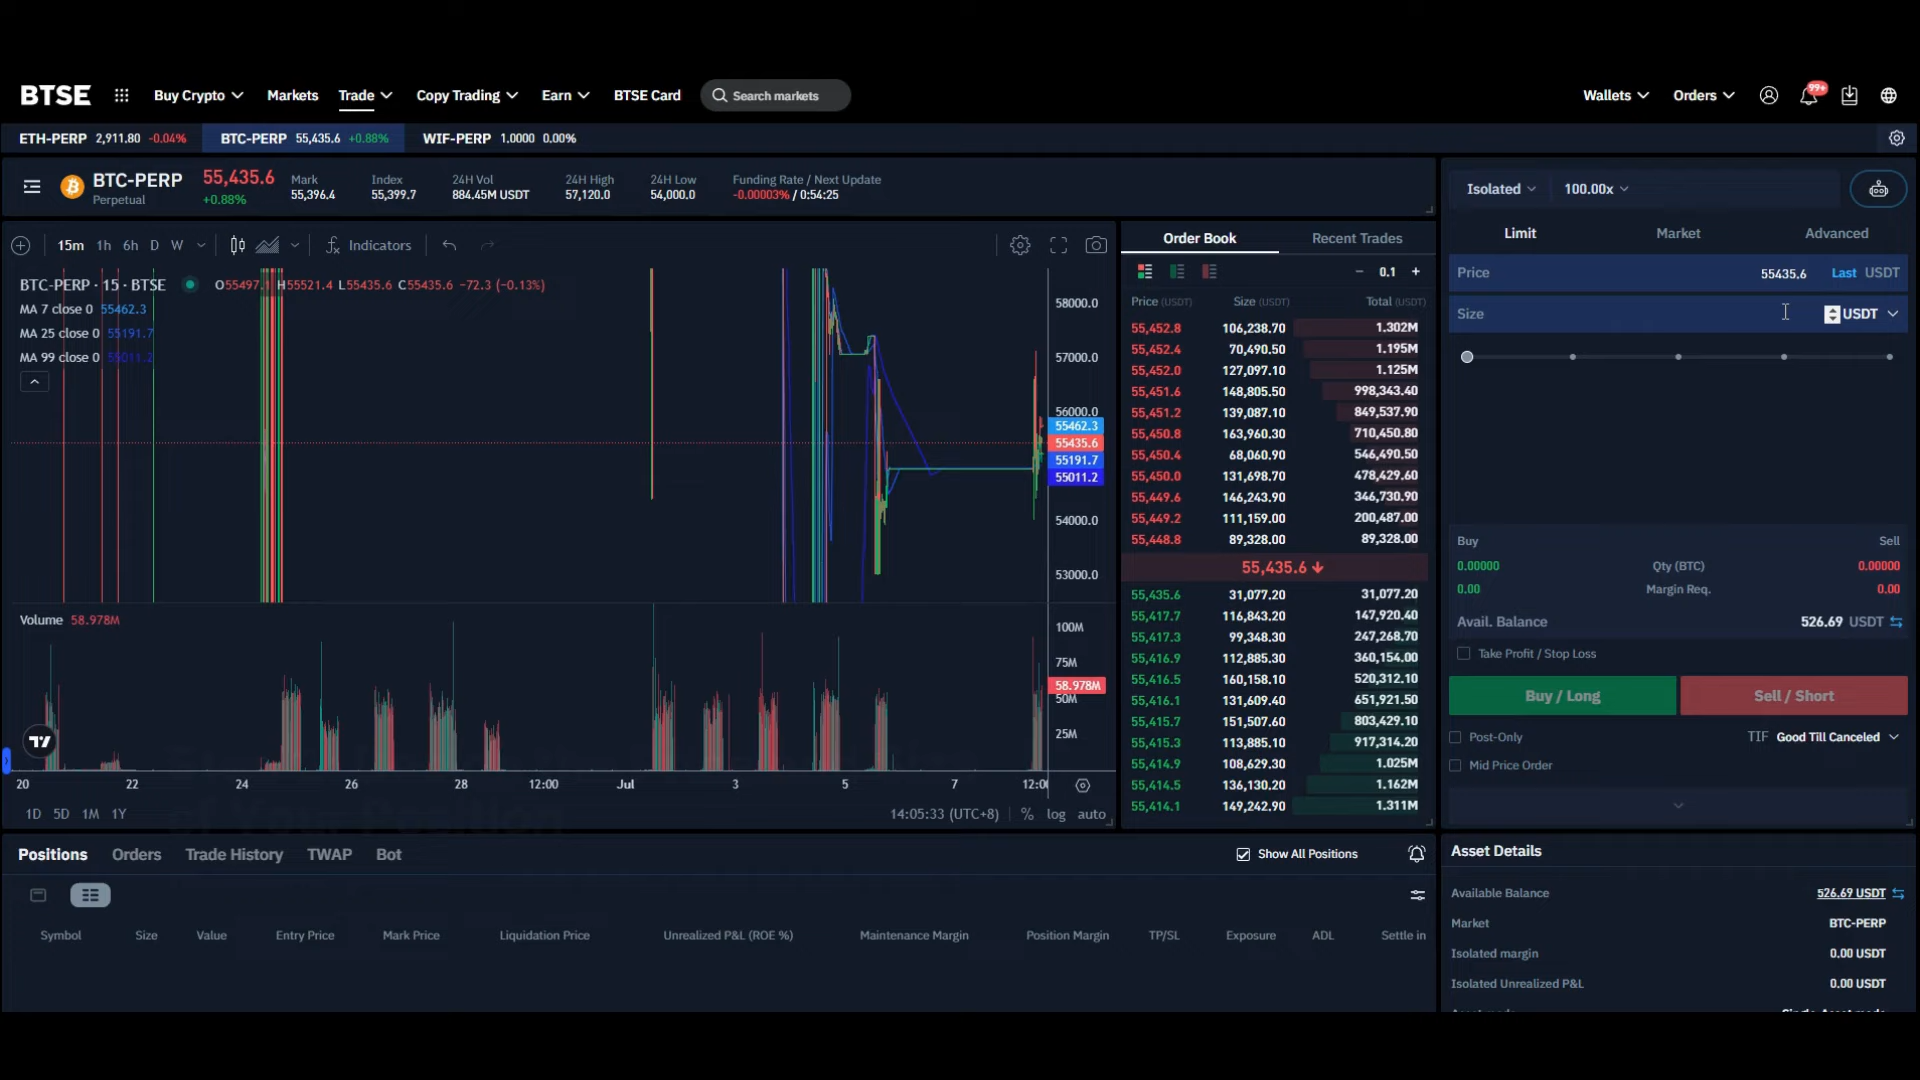 BTSE Buy Crypto Markets Trade Copy Trading Earn BTSE Card Search markets Wallets Orders 99+
ETH-PERP 2,911.80 -0.04% BTC-PERP 55,435.6 +0.88% WIF-PERP 1.0000 0.00%
BTC-PERP
Perpetual
55,435.6
+0.88%
Mark
55,396.4
Index
55,399.7
24H Vol
884.45M USDT
24H High
57,120.0
24H Low
54,000.0
Funding Rate / Next Update
-0.00003% / 0:54:25
15m 1h 6h D W Indicators
BTC-PERP · 15 · BTSE O55497.1 H55521.4 L55435.6 C55435.6 -72.3 (-0.13%)
MA 7 close 0 55462.3
MA 25 close 0 55191.7
MA 99 close 0 55011.2
58000.0
57000.0
56000.0
55462.3
55435.6
55191.7
55011.2
54000.0
53000.0
Volume 58.978M
100M
75M
58.978M
50M
25M
20 22 24 26 28 12:00 Jul 3 5 7 12:00
1D 5D 1M 1Y 14:05:33 (UTC+8) % log auto
Order Book Recent Trades
0.1
Price (USDT) Size (USDT) Total (USDT)
55,452.8 106,238.70 1.302M
55,452.4 70,490.50 1.195M
55,452.0 127,097.10 1.125M
55,451.6 148,805.50 998,343.40
55,451.2 139,087.10 849,537.90
55,450.8 163,960.30 710,450.80
55,450.4 68,060.90 546,490.50
55,450.0 131,698.70 478,429.60
55,449.6 146,243.90 346,730.90
55,449.2 111,159.00 200,487.00
55,448.8 89,328.00 89,328.00
55,435.6
55,435.6 31,077.20 31,077.20
55,417.7 116,843.20 147,920.40
55,417.3 99,348.30 247,268.70
55,416.9 112,885.30 360,154.00
55,416.5 160,158.10 520,312.10
55,416.1 131,609.40 651,921.50
55,415.7 151,507.60 803,429.10
55,415.3 113,885.10 917,314.20
55,414.9 108,629.30 1.025M
55,414.5 136,130.20 1.162M
55,414.1 149,242.90 1.311M
Isolated 100.00x
Limit Market Advanced
Price 55435.6 Last USDT
Size USDT
Buy Sell
0.00000 Qty (BTC) 0.00000
0.00 Margin Req. 0.00
Avail. Balance 526.69 USDT
Take Profit / Stop Loss
Buy / Long Sell / Short
Post-Only TIF Good Till Canceled
Mid Price Order
Positions Orders Trade History TWAP Bot Show All Positions
Symbol Size Value Entry Price Mark Price Liquidation Price Unrealized P&L (ROE %) Maintenance Margin Position Margin TP/SL Exposure ADL Settle in
Asset Details
Available Balance 526.69 USDT
Market BTC-PERP
Isolated margin 0.00 USDT
Isolated Unrealized P&L 0.00 USDT